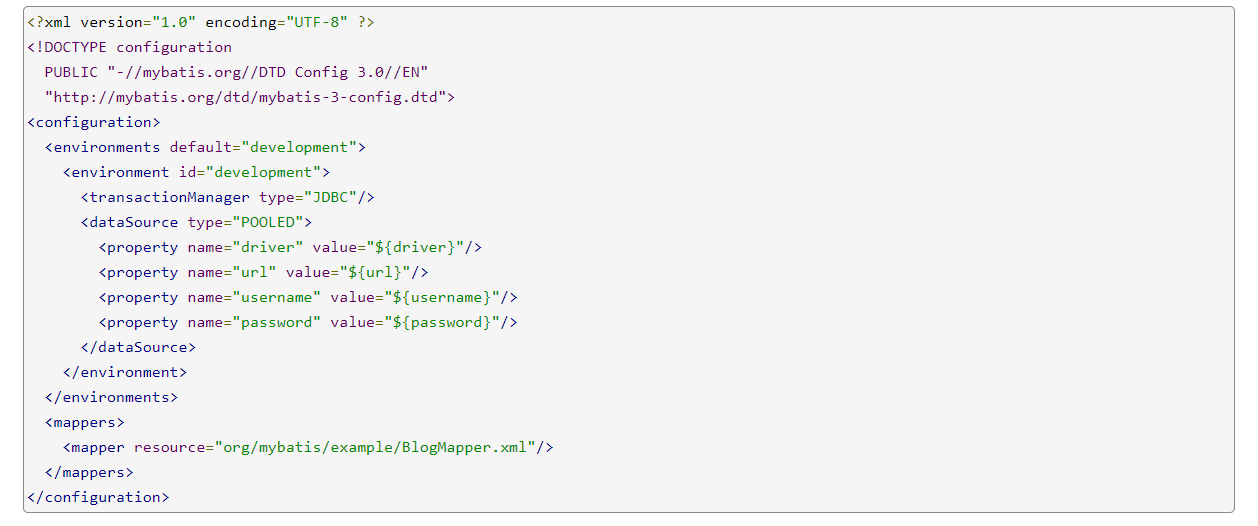 <?xml version="1.0" encoding="UTF-8" ?>
<!DOCTYPE configuration
  PUBLIC "-//mybatis.org//DTD Config 3.0//EN"
  "http://mybatis.org/dtd/mybatis-3-config.dtd">
<configuration>
  <environments default="development">
    <environment id="development">
      <transactionManager type="JDBC"/>
      <dataSource type="POOLED">
        <property name="driver" value="${driver}"/>
        <property name="url" value="${url}"/>
        <property name="username" value="${username}"/>
        <property name="password" value="${password}"/>
      </dataSource>
    </environment>
  </environments>
  <mappers>
    <mapper resource="org/mybatis/example/BlogMapper.xml"/>
  </mappers>
</configuration>